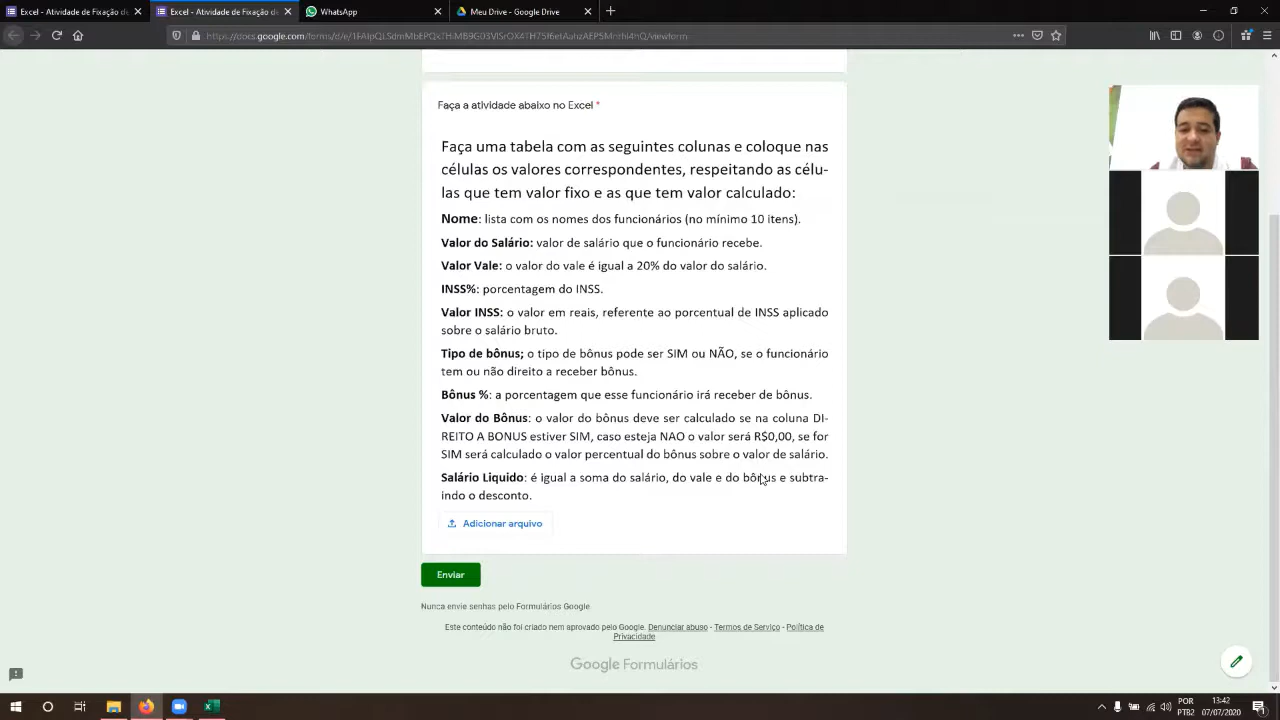 Excel - Atividade de Fixação de
Excel - Atividade de Fixação de
WhatsApp
Meu Drive - Google Drive
Faça a atividade abaixo no Excel *
Faça uma tabela com as seguintes colunas e coloque nas
células os valores correspondentes, respeitando as célu-
las que tem valor fixo e as que tem valor calculado:
Nome: lista com os nomes dos funcionários (no mínimo 10 itens).
Valor do Salário: valor de salário que o funcionário recebe.
Valor Vale: o valor do vale é igual a 20% do valor do salário.
INSS%: porcentagem do INSS.
Valor INSS: o valor em reais, referente ao porcentual de INSS aplicado
sobre o salário bruto.
Tipo de bônus; o tipo de bônus pode ser SIM ou NÃO, se o funcionário
tem ou não direito a receber bônus.
Bônus %: a porcentagem que esse funcionário irá receber de bônus.
Valor do Bônus: o valor do bônus deve ser calculado se na coluna DI-
REITO A BONUS estiver SIM, caso esteja NAO o valor será R$0,00, se for
SIM será calculado o valor percentual do bônus sobre o valor de salário.
Salário Liquido: é igual a soma do salário, do vale e do bônus e subtra-
indo o desconto.
Adicionar arquivo
Enviar
Nunca envie senhas pelo Formulários Google
Este conteúdo não foi criado nem aprovado pelo Google. Denunciar abuso - Termos de Serviço - Política de
Privacidade
Google Formulários
POR
PTB2
13:42
07/07/2020